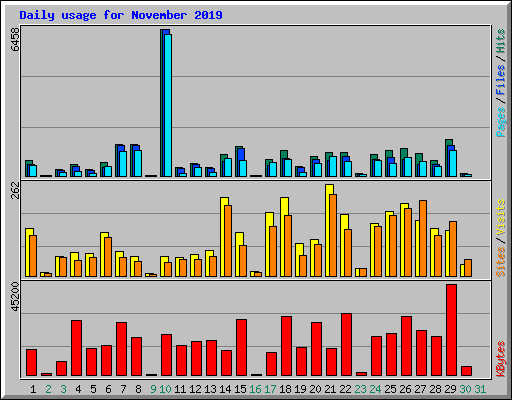 Daily usage for November 2019
6458
Pages / Files / Hits
262
Sites / Visits
45200
KBytes
1 2 3 4 5 6 7 8 9 10 11 12 13 14 15 16 17 18 19 20 21 22 23 24 25 26 27 28 29 30 31